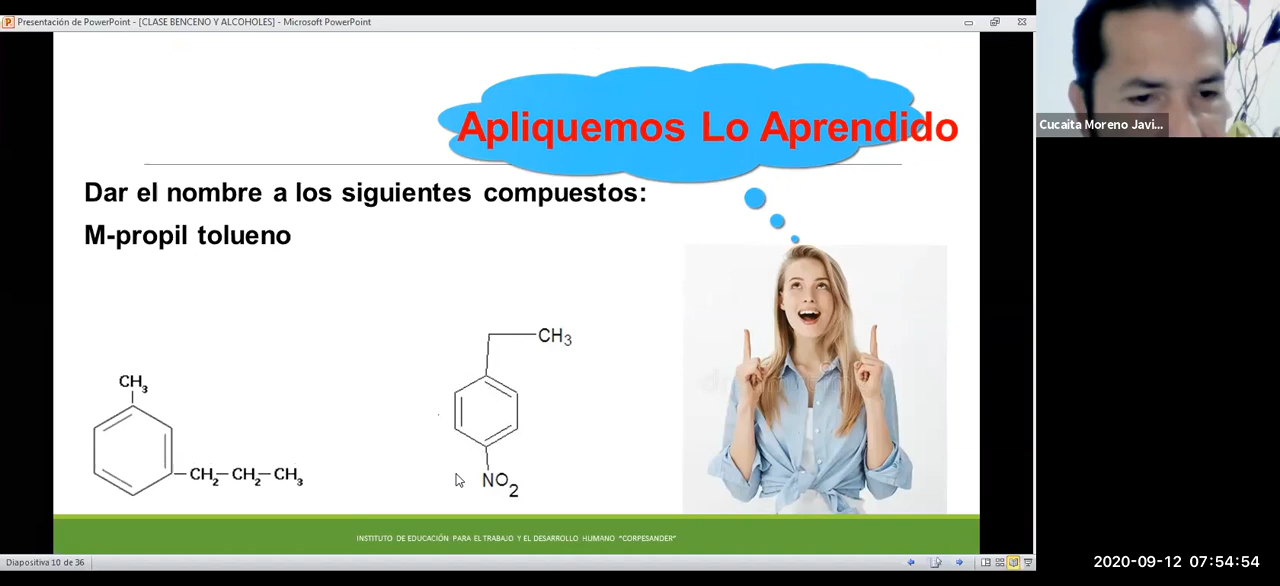 Presentación de PowerPoint - [CLASE BENCENO Y ALCOHOLES] - Microsoft PowerPoint
Cucaita Moreno Javi...
Apliquemos Lo Aprendido
Dar el nombre a los siguientes compuestos:
M-propil tolueno
CH3
CH3
CH2-CH2-CH3
NO2
INSTITUTO DE EDUCACIÓN PARA EL TRABAJO Y EL DESARROLLO HUMANO "CORPESANDER"
Diapositiva 10 de 36
2020-09-12 07:54:54